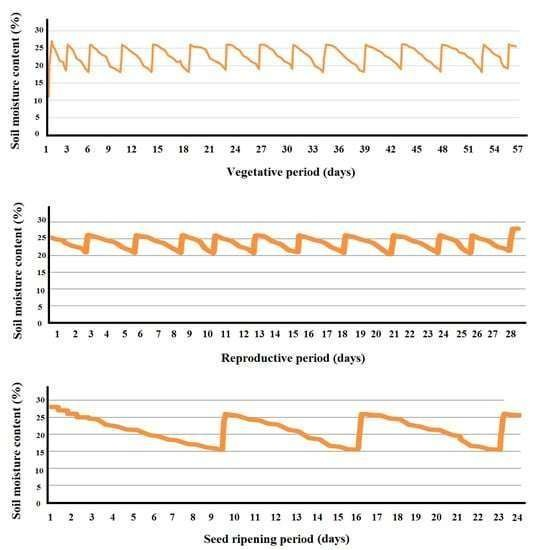 Soil moisture content (%)
30
25
20
15
10
5
0
1 3 6 9 12 15 18 21 24 27 30 33 36 39 42 45 48 51 54 57
Vegetative period (days)
Soil moisture content (%)
30
25
20
15
10
5
0
1 2 3 4 5 6 7 8 9 10 11 12 13 14 15 16 17 18 19 20 21 22 23 24 25 26 27 28
Reproductive period (days)
Soil moisture content (%)
30
25
20
15
10
5
0
1 2 3 4 5 6 7 8 9 10 11 12 13 14 15 16 17 18 19 20 21 22 23 24
Seed ripening period (days)